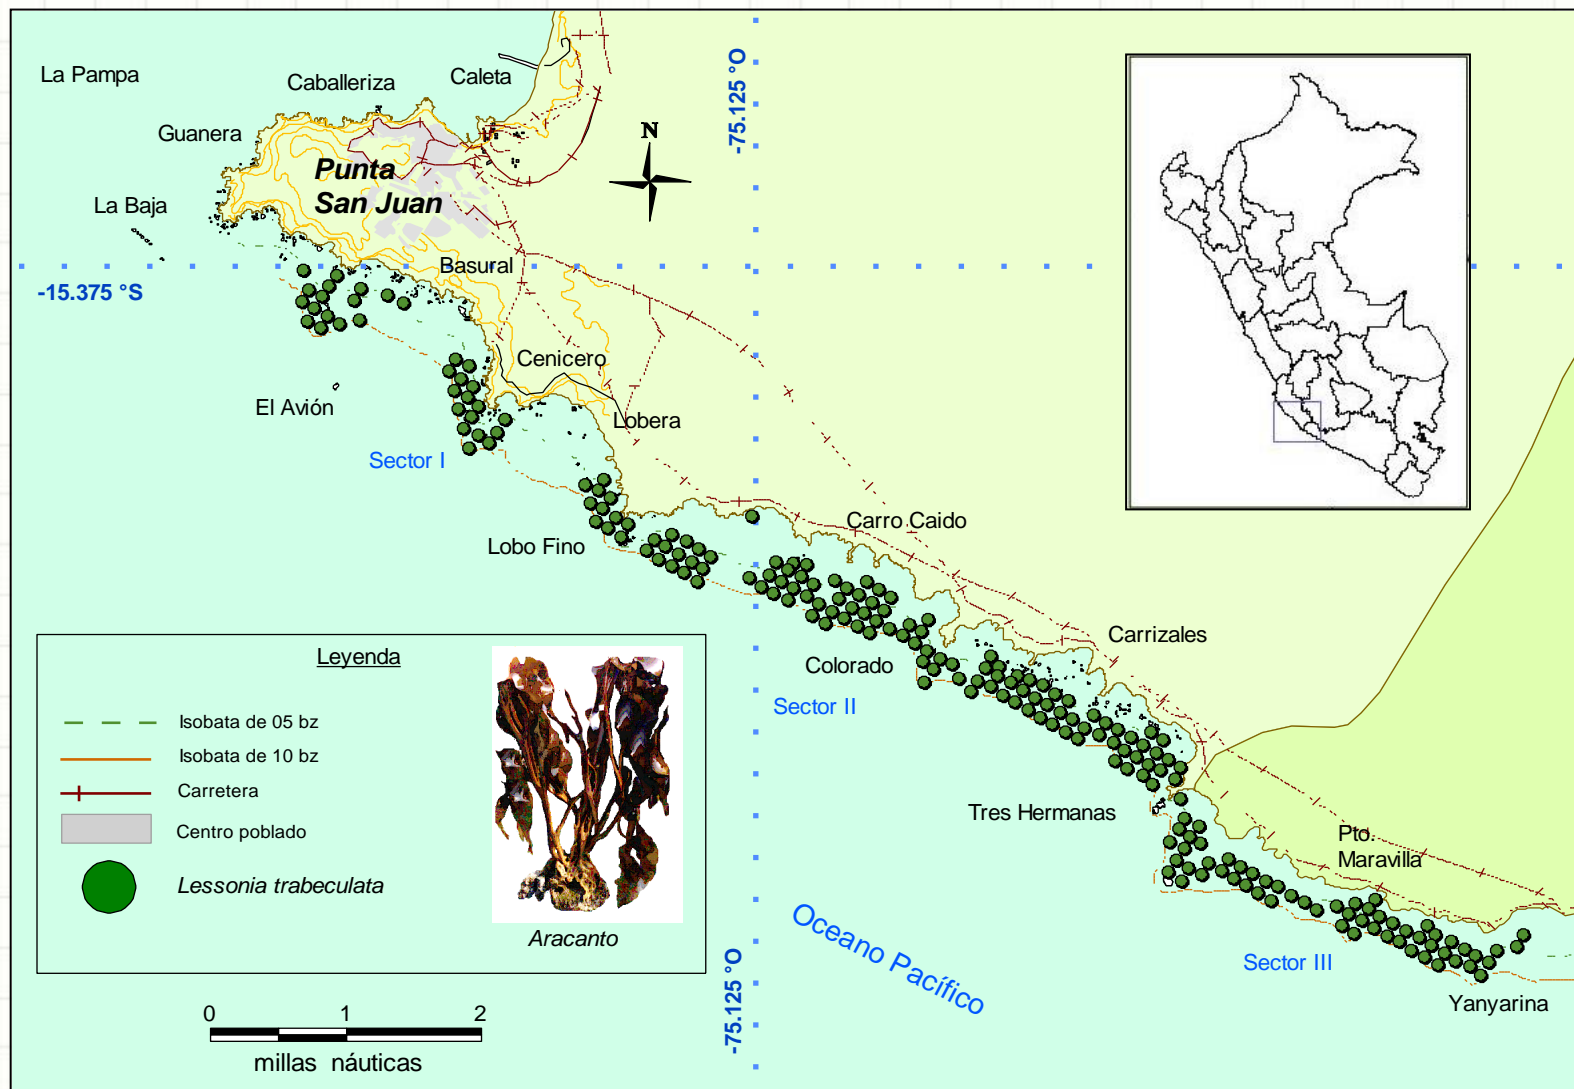 La Pampa
Caballeriza
Caleta
Guanera
-75.125 °O
N
Punta
San Juan
La Baja
Basural
-15.375 °S
Cenicero
El Avión
Lobera
Sector I
Carro Caido
Lobo Fino
Carrizales
Colorado
Sector II
Tres Hermanas
Pto.
Maravilla
Oceano Pacífico
Sector III
Yanyarina
-75.125 °O
Leyenda
Isobata de 05 bz
Isobata de 10 bz
Carretera
Centro poblado
Lessonia trabeculata
Aracanto
0 1 2
millas náuticas